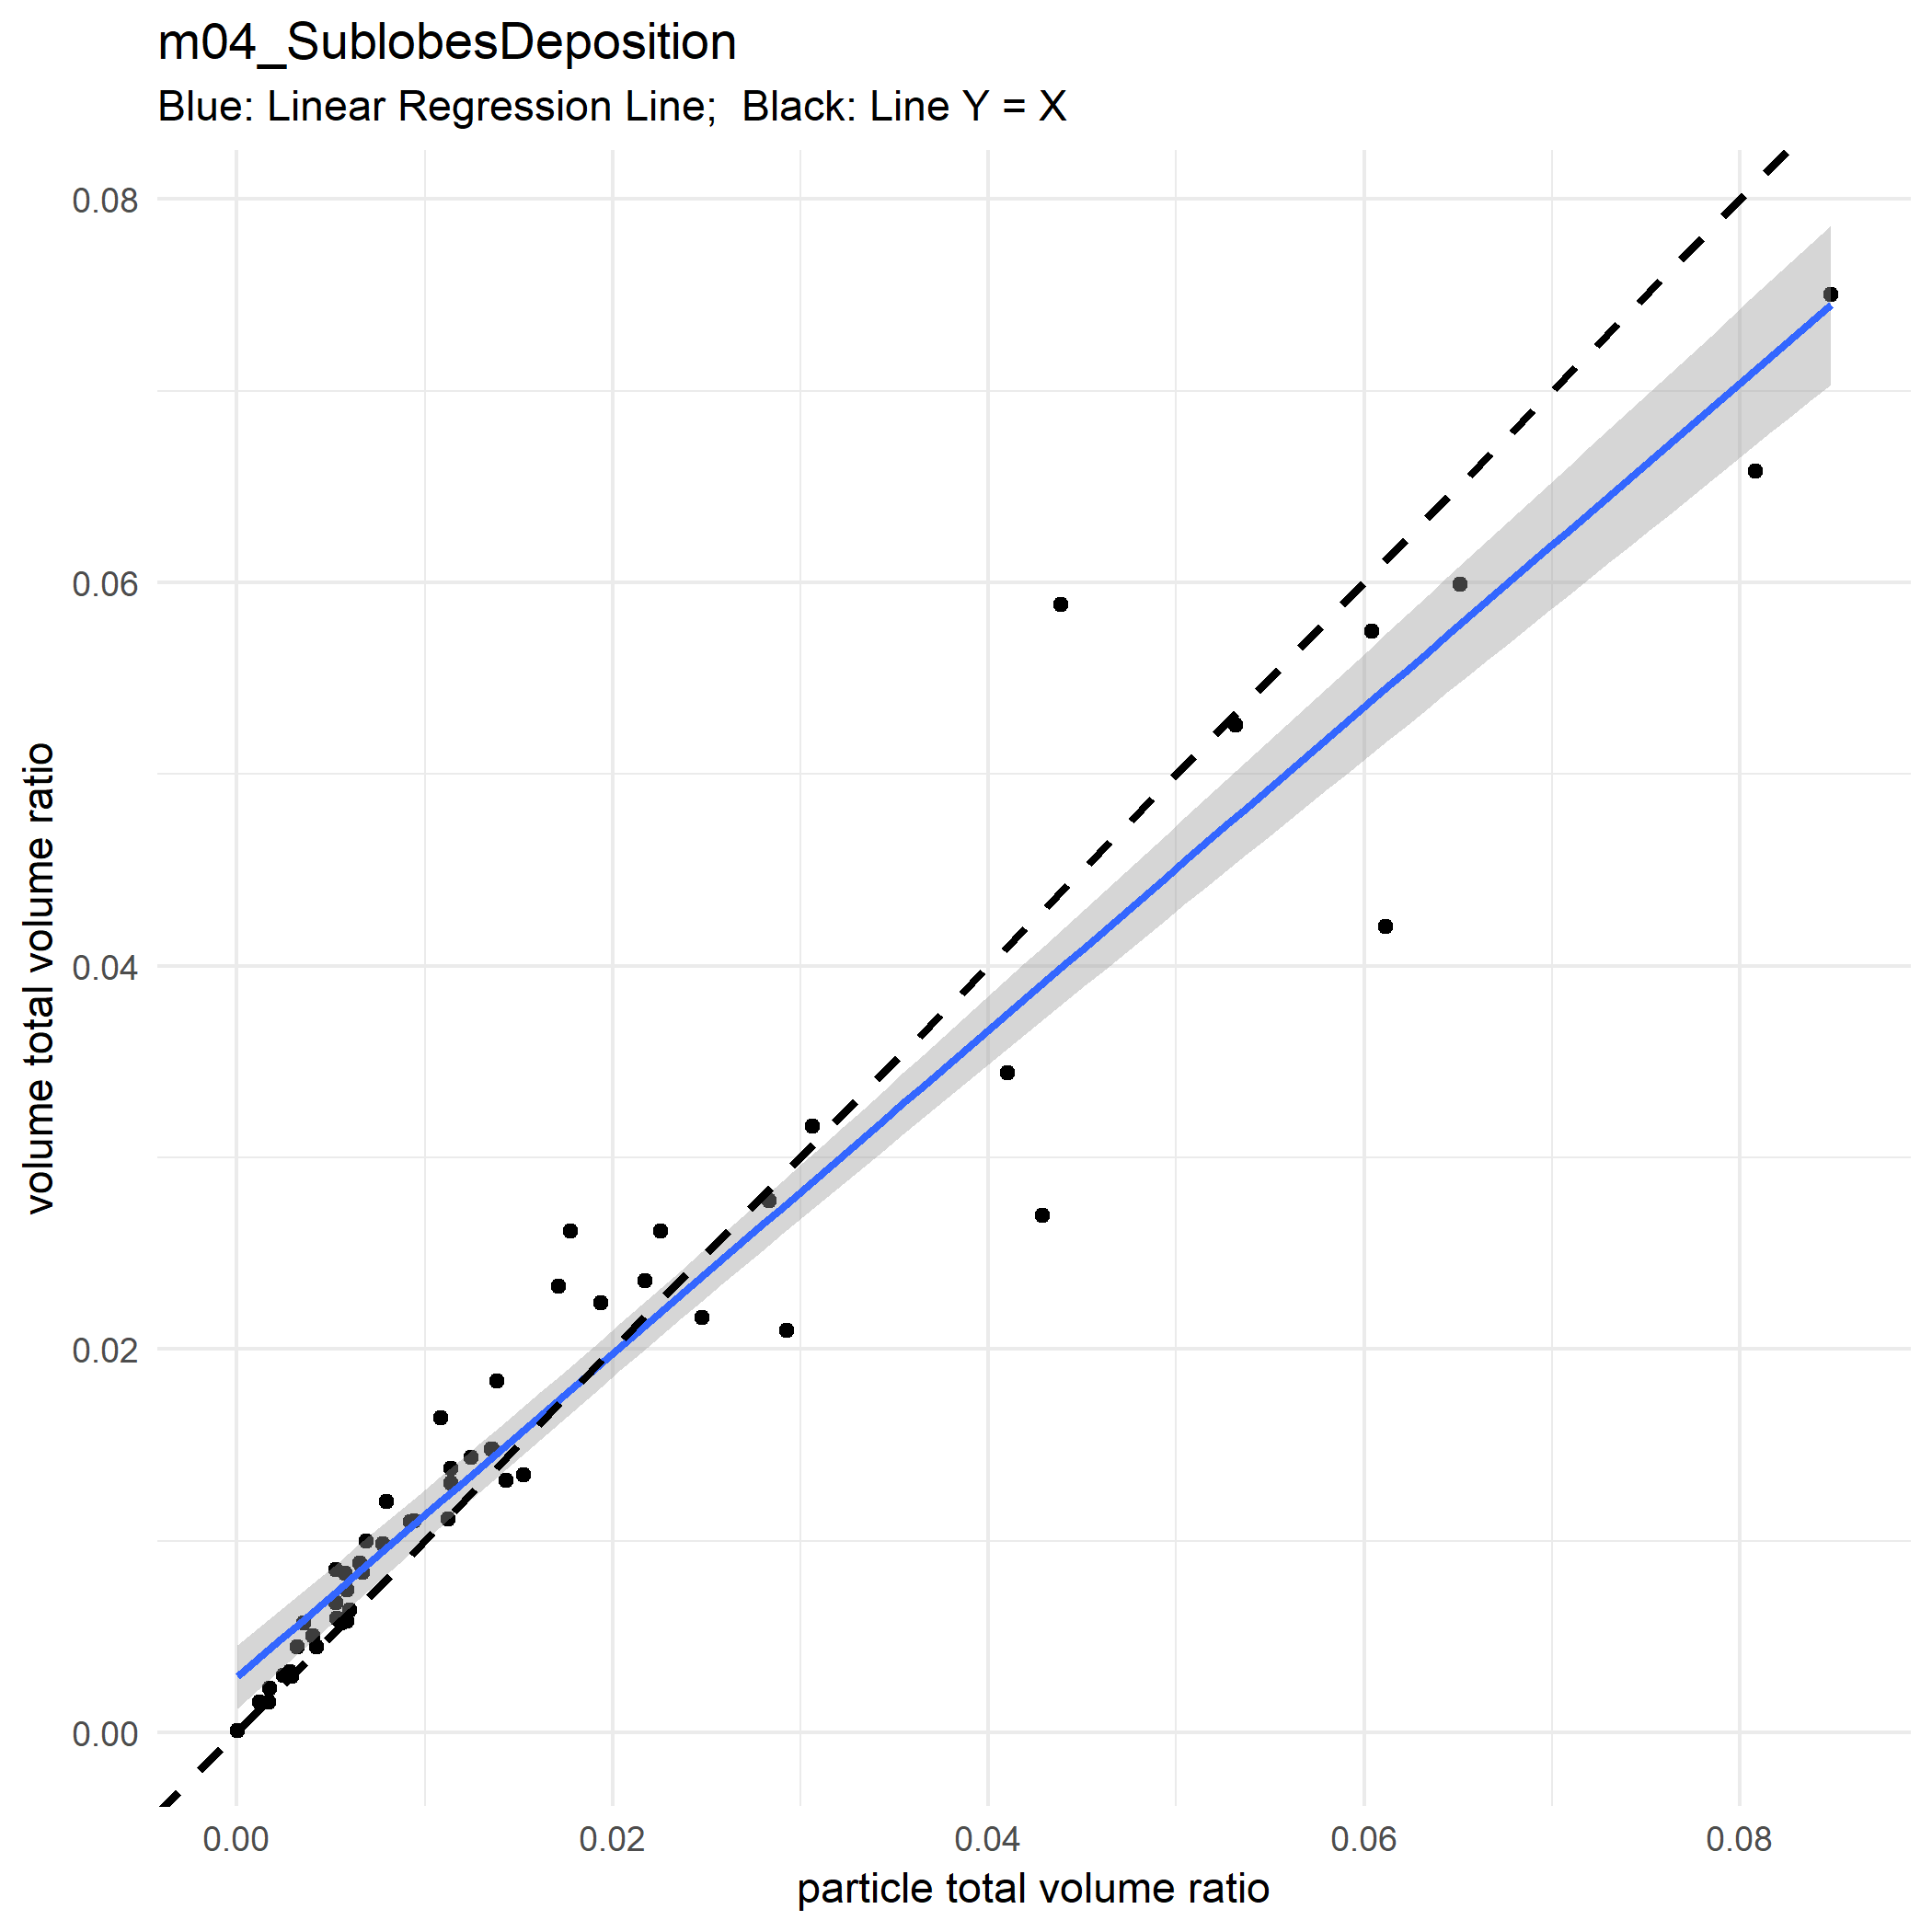 m04_SublobesDeposition
Blue: Linear Regression Line;  Black: Line Y = X
0.08
0.06
0.04
0.02
0.00
volume total volume ratio
0.00 0.02 0.04 0.06 0.08
particle total volume ratio